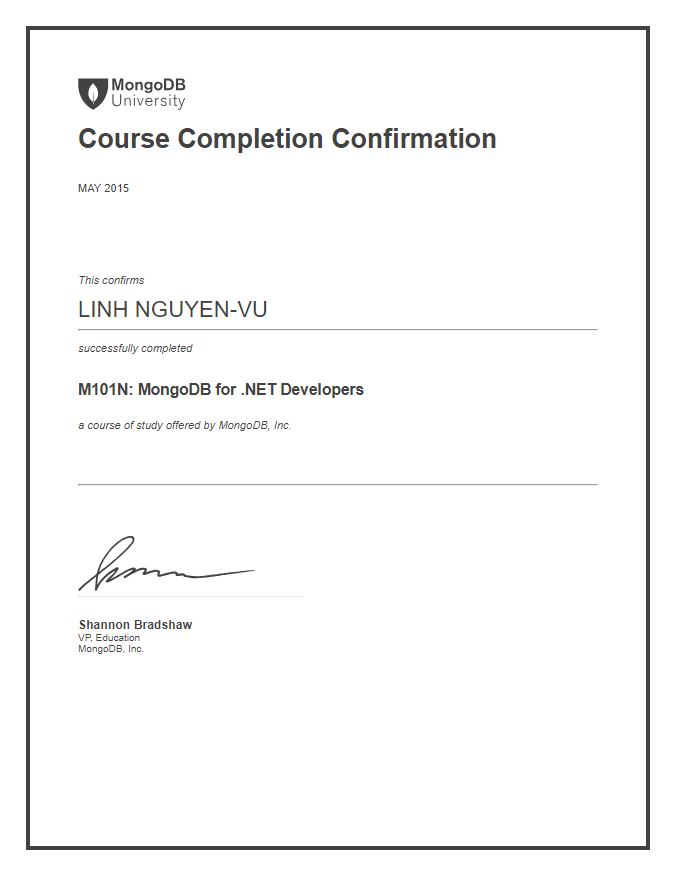 MongoDB
University
Course Completion Confirmation
MAY 2015
This confirms
LINH NGUYEN-VU
successfully completed
M101N: MongoDB for .NET Developers
a course of study offered by MongoDB, Inc.
Shannon Bradshaw
VP, Education
MongoDB, Inc.